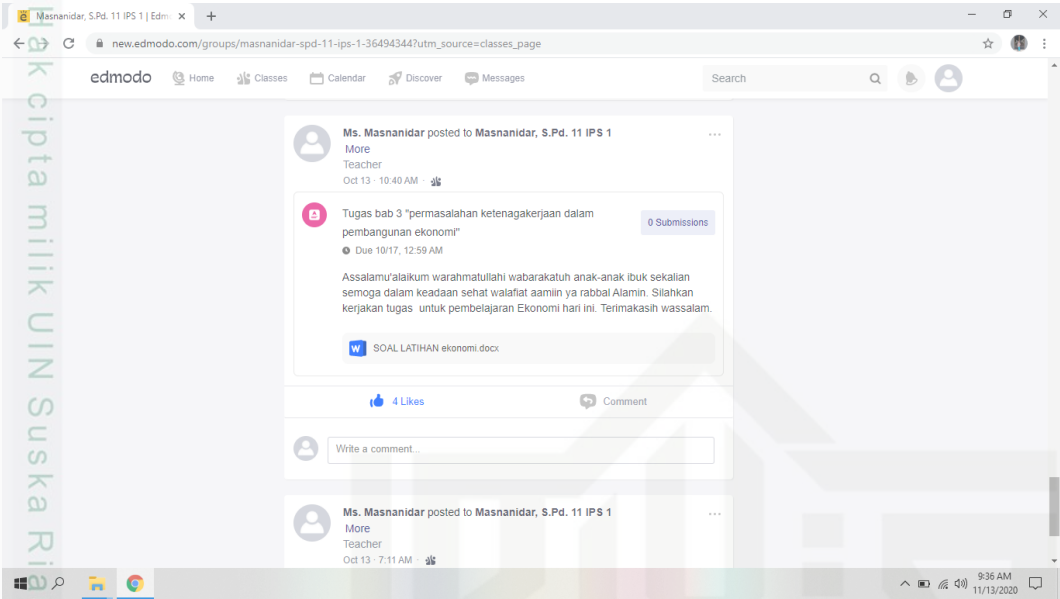 Masnanidar, S.Pd. 11 IPS 1 | Edm
new.edmodo.com/groups/masnanidar-spd-11-ips-1-36494344?utm_source=classes_page
edmodo Home Classes Calendar Discover Messages Search
Ms. Masnanidar posted to Masnanidar, S.Pd. 11 IPS 1
More
Teacher
Oct 13 · 10:40 AM ·
Tugas bab 3 "permasalahan ketenagakerjaan dalam
pembangunan ekonomi"
0 Submissions
Due 10/17, 12:59 AM
Assalamu'alaikum warahmatullahi wabarakatuh anak-anak ibuk sekalian
semoga dalam keadaan sehat walafiat aamiin ya rabbal Alamin. Silahkan
kerjakan tugas untuk pembelajaran Ekonomi hari ini. Terimakasih wassalam.
SOAL LATIHAN ekonomi.docx
4 Likes Comment
Write a comment...
Ms. Masnanidar posted to Masnanidar, S.Pd. 11 IPS 1
More
Teacher
Oct 13 · 7:11 AM ·
9:36 AM
11/13/2020
Hak cipta milik UIN Suska Ria